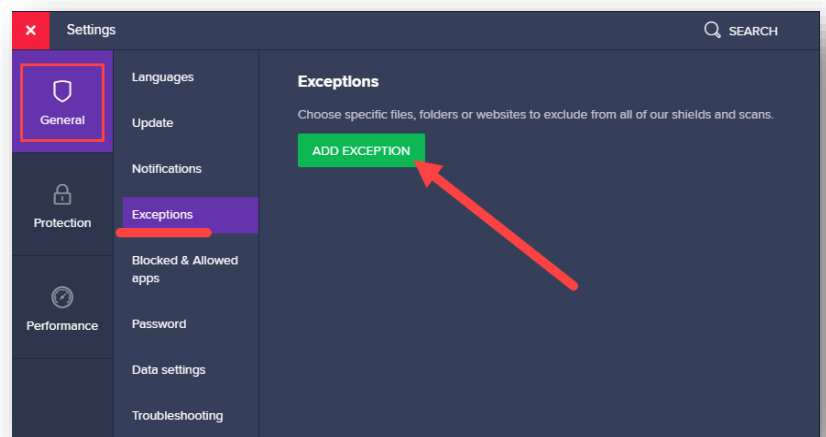 Settings
SEARCH
General
Protection
Performance
Languages
Update
Notifications
Exceptions
Blocked & Allowed
apps
Password
Data settings
Troubleshooting
Exceptions
Choose specific files, folders or websites to exclude from all of our shields and scans.
ADD EXCEPTION